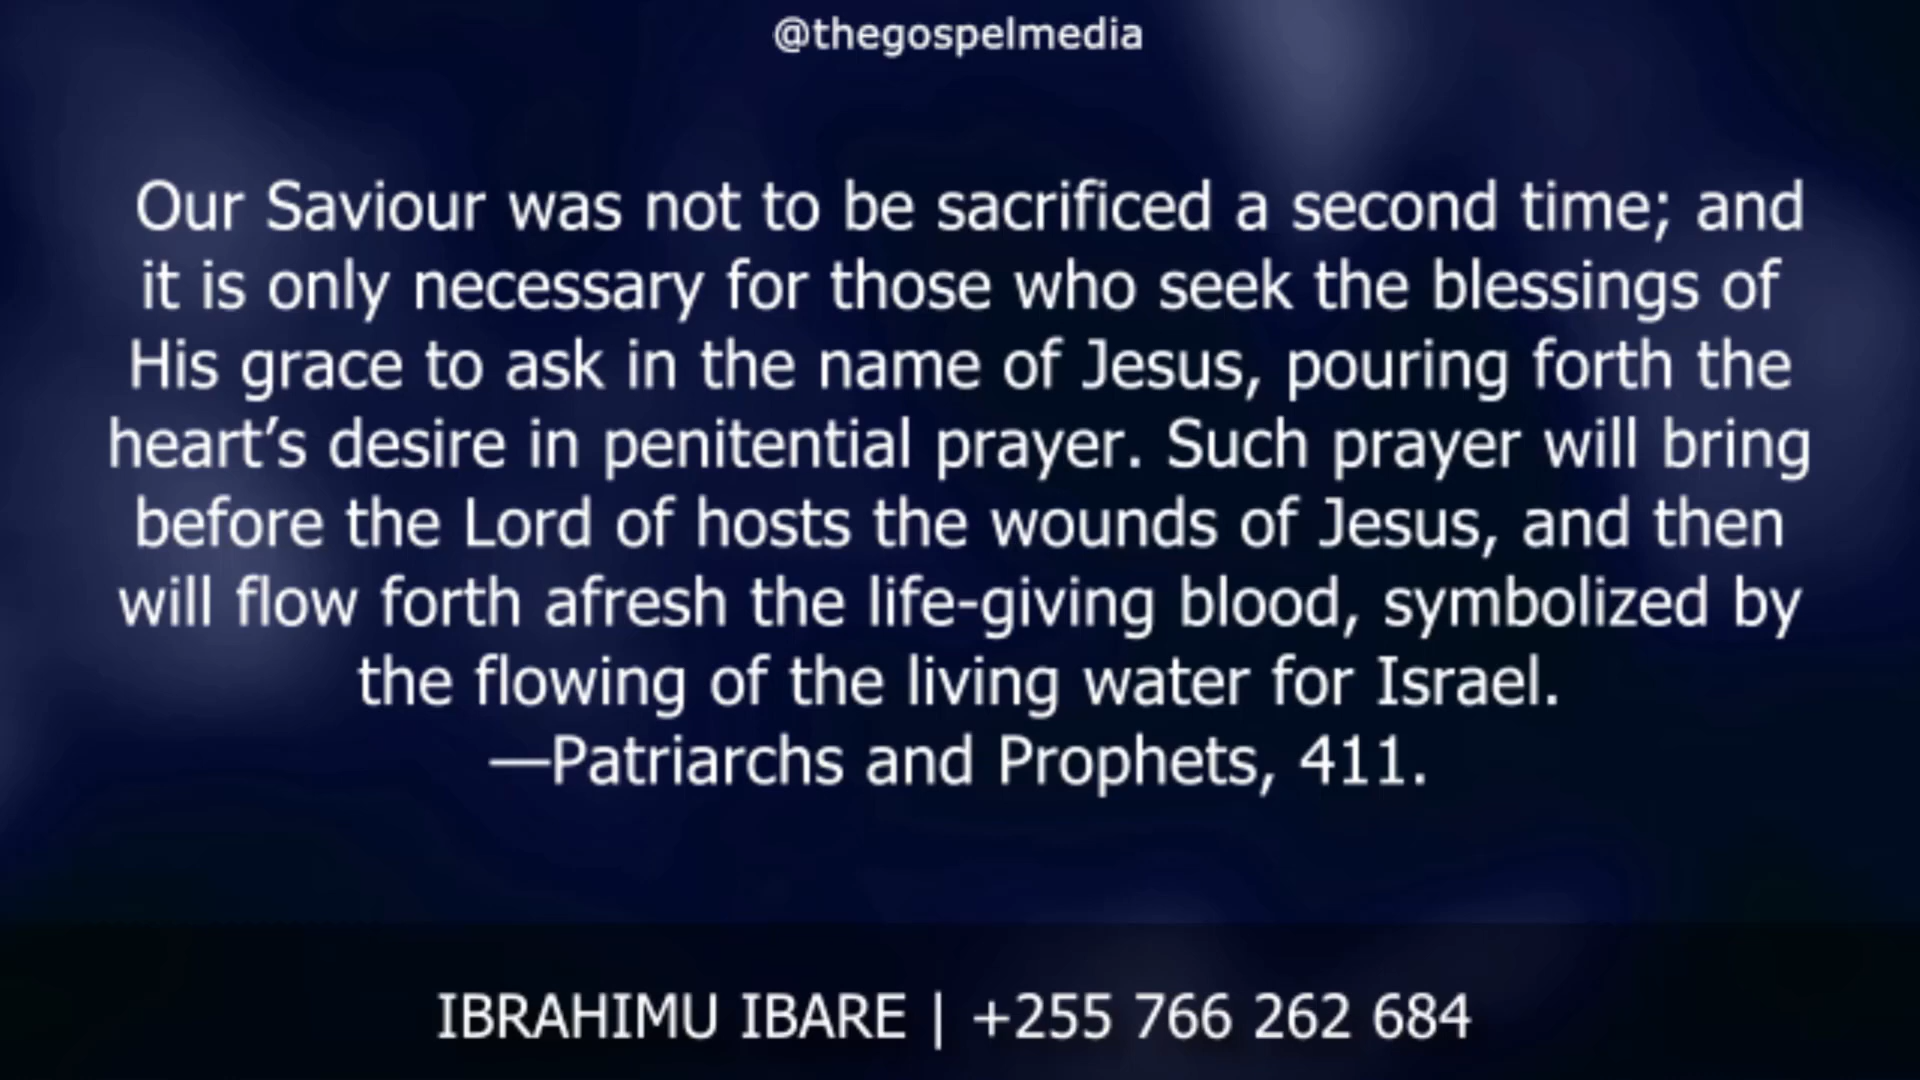 @thegospelmedia
Our Saviour was not to be sacrificed a second time; and
it is only necessary for those who seek the blessings of
His grace to ask in the name of Jesus, pouring forth the
heart’s desire in penitential prayer. Such prayer will bring
before the Lord of hosts the wounds of Jesus, and then
will flow forth afresh the life-giving blood, symbolized by
the flowing of the living water for Israel.
—Patriarchs and Prophets, 411.
IBRAHIMU IBARE | +255 766 262 684